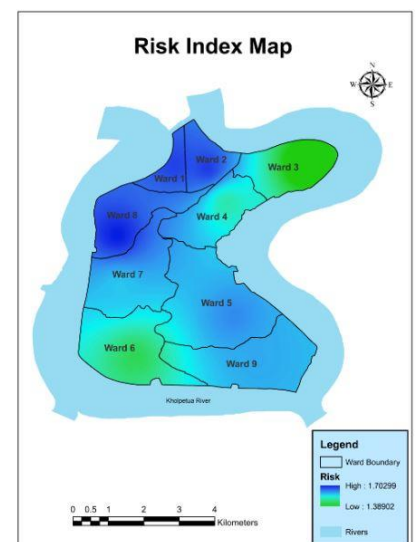 Risk Index Map
N
W E
S
Ward 1
Ward 2
Ward 3
Ward 4
Ward 8
Ward 7
Ward 5
Ward 6
Ward 9
Kholpetua River
Legend
Ward Boundary
Risk
High : 1.70299
Low : 1.38902
Rivers
0 0.5 1 2 3 4
Kilometers